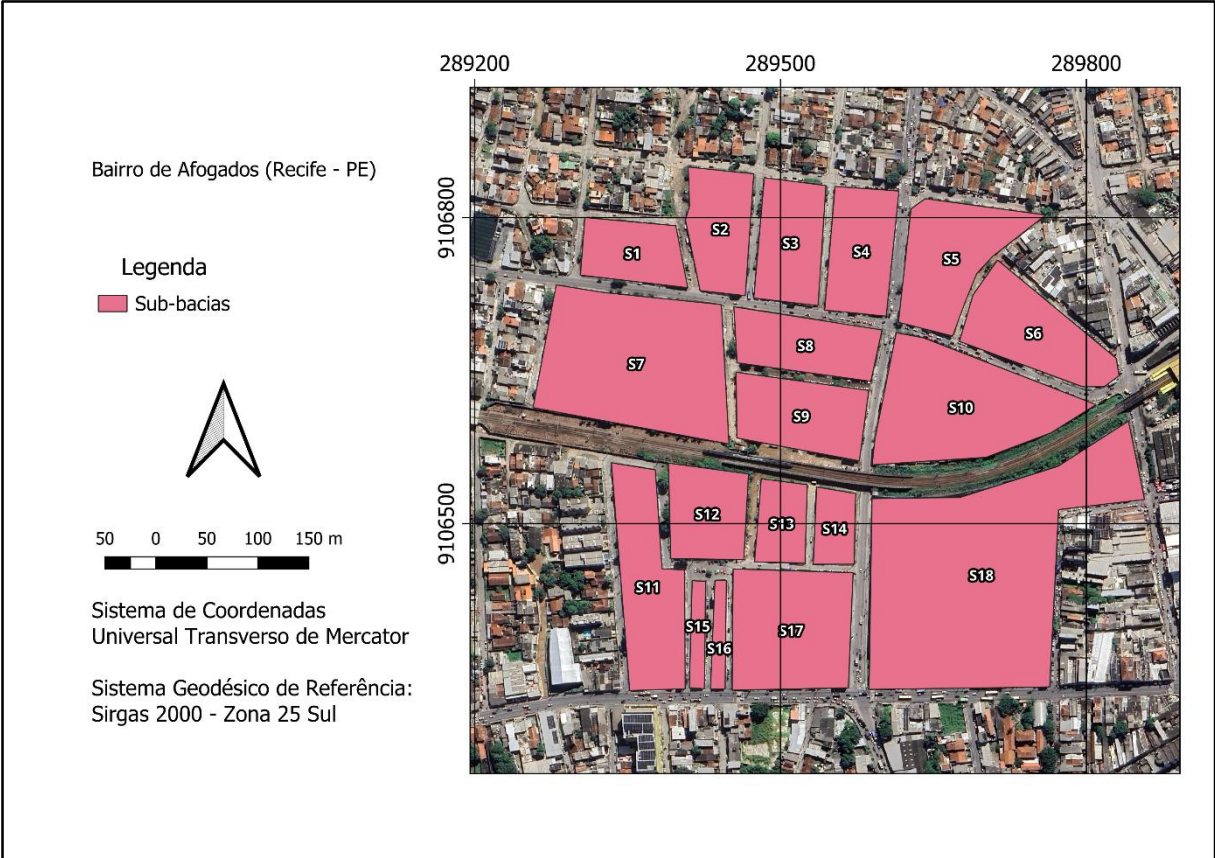 289200 289500 289800
Bairro de Afogados (Recife - PE)
9106800
9106500
Legenda
Sub-bacias
50 0 50 100 150 m
Sistema de Coordenadas
Universal Transverso de Mercator
Sistema Geodésico de Referência:
Sirgas 2000 - Zona 25 Sul
S1
S2
S3
S4
S5
S6
S7
S8
S9
S10
S11
S12
S13
S14
S15
S16
S17
S18